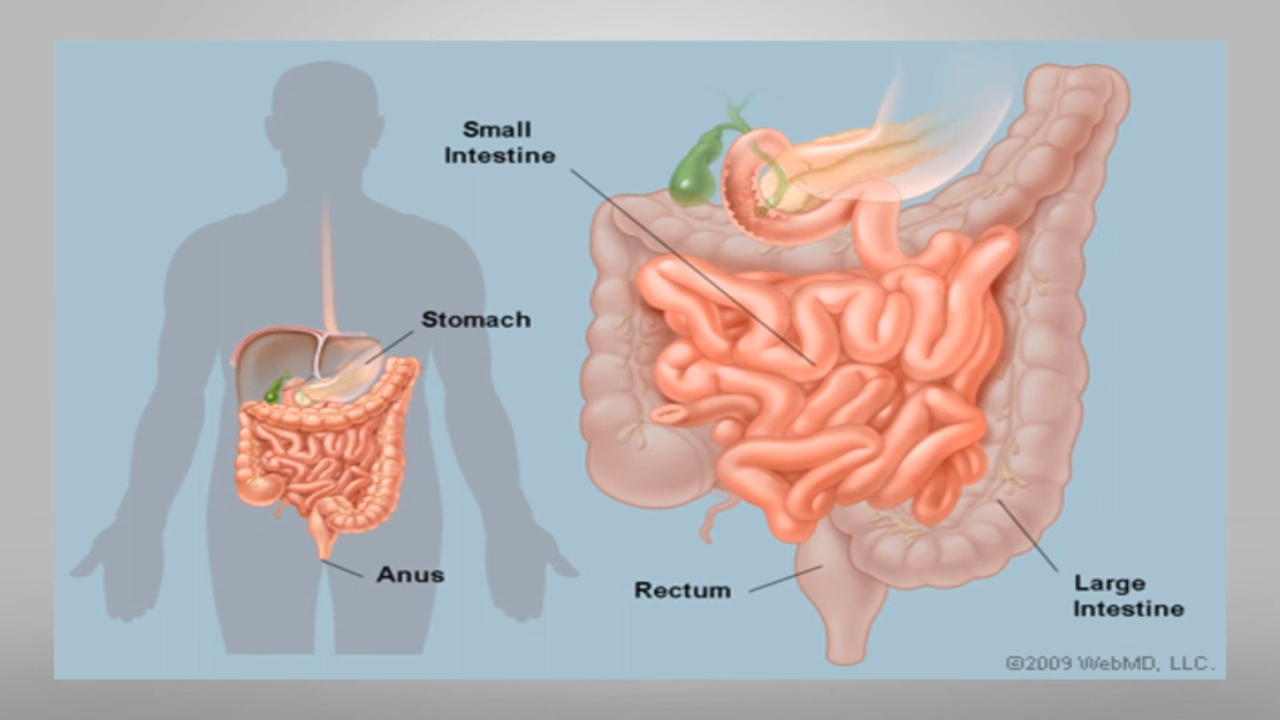 Small
Intestine
Stomach
Anus
Rectum
Large
Intestine
©2009 WebMD, LLC.